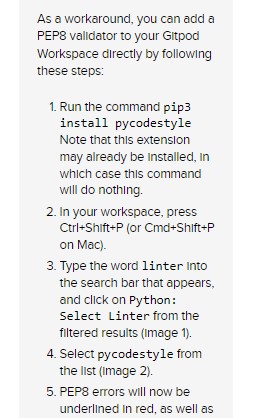 As a workaround, you can add a
PEP8 validator to your Gitpod
Workspace directly by following
these steps:
1. Run the command pip3
install pycodestyle
Note that this extension
may already be installed, in
which case this command
will do nothing.
2. In your workspace, press
Ctrl+Shift+P (or Cmd+Shift+P
on Mac).
3. Type the word linter into
the search bar that appears,
and click on Python:
Select Linter from the
filtered results (image 1).
4. Select pycodestyle from
the list (image 2).
5. PEP8 errors will now be
underlined in red, as well as